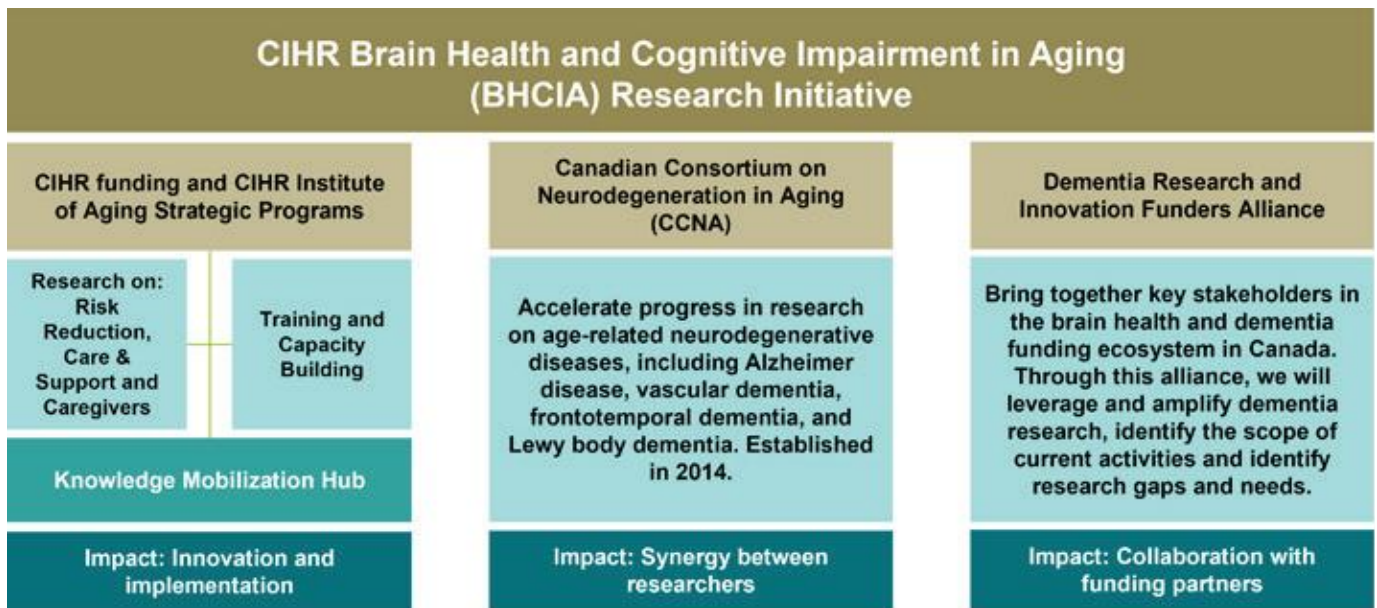 CIHR Brain Health and Cognitive Impairment in Aging
(BHCIA) Research Initiative
CIHR funding and CIHR Institute
of Aging Strategic Programs
Research on:
Risk
Reduction,
Care &
Support and
Caregivers
Training and
Capacity
Building
Knowledge Mobilization Hub
Impact: Innovation and
implementation
Canadian Consortium on
Neurodegeneration in Aging
(CCNA)
Accelerate progress in research
on age-related neurodegenerative
diseases, including Alzheimer
disease, vascular dementia,
frontotemporal dementia, and
Lewy body dementia. Established
in 2014.
Impact: Synergy between
researchers
Dementia Research and
Innovation Funders Alliance
Bring together key stakeholders in
the brain health and dementia
funding ecosystem in Canada.
Through this alliance, we will
leverage and amplify dementia
research, identify the scope of
current activities and identify
research gaps and needs.
Impact: Collaboration with
funding partners